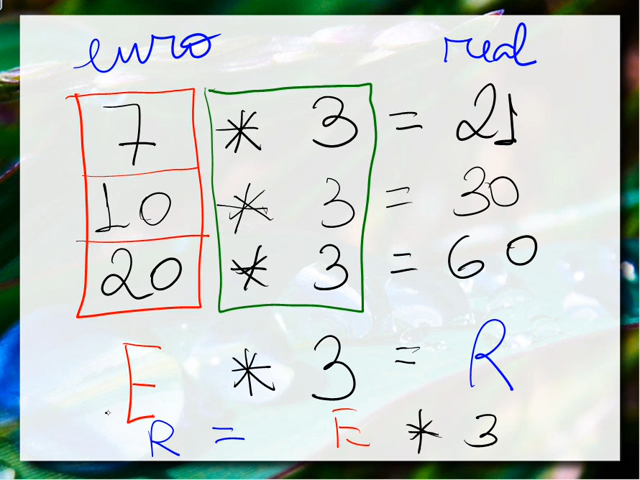 euro real
7 * 3 = 21
10 * 3 = 30
20 * 3 = 60
E * 3 = R
R = E * 3